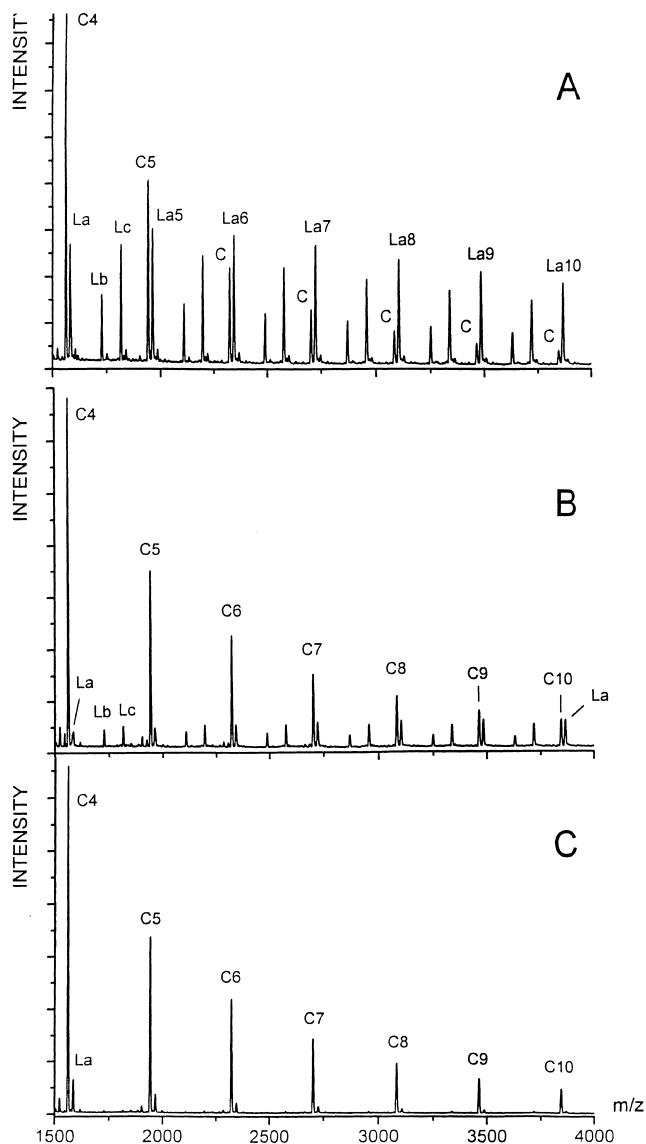 C4
INTENSIT
A
C5
La
La5
La6
Lc
La7
La8
C
La9
La10
Lb
C
C
C
C
C4
INTENSITY
B
C5
C6
C7
La
C8
C9
C10
La
Lb
Lc
C4
INTENSITY
C
C5
C6
C7
La
C8
C9
C10
m/z
1500 2000 2500 3000 3500 4000